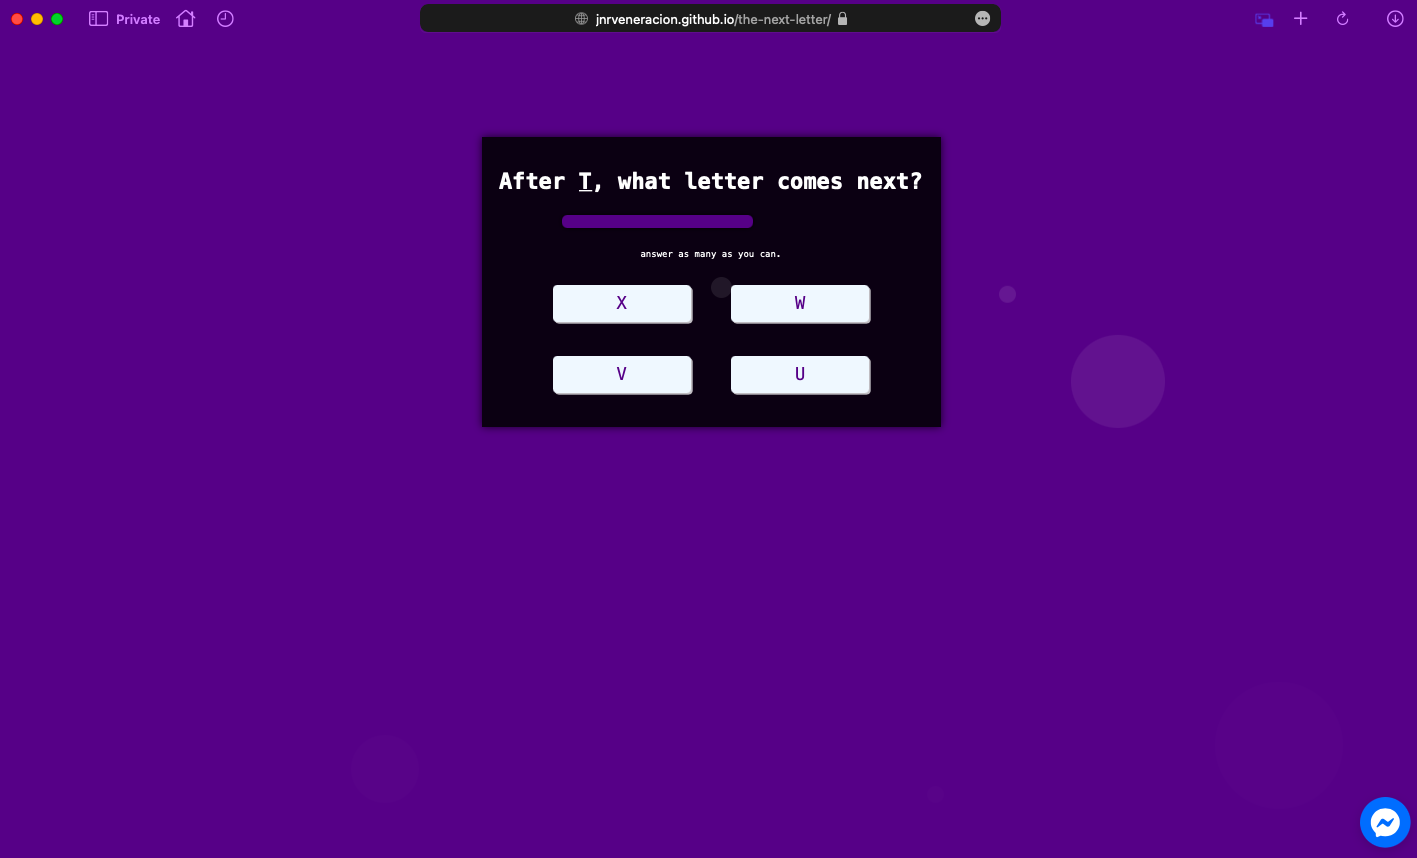 Private
jnrveneracion.github.io/the-next-letter/
After T, what letter comes next?
answer as many as you can.
X
W
V
U